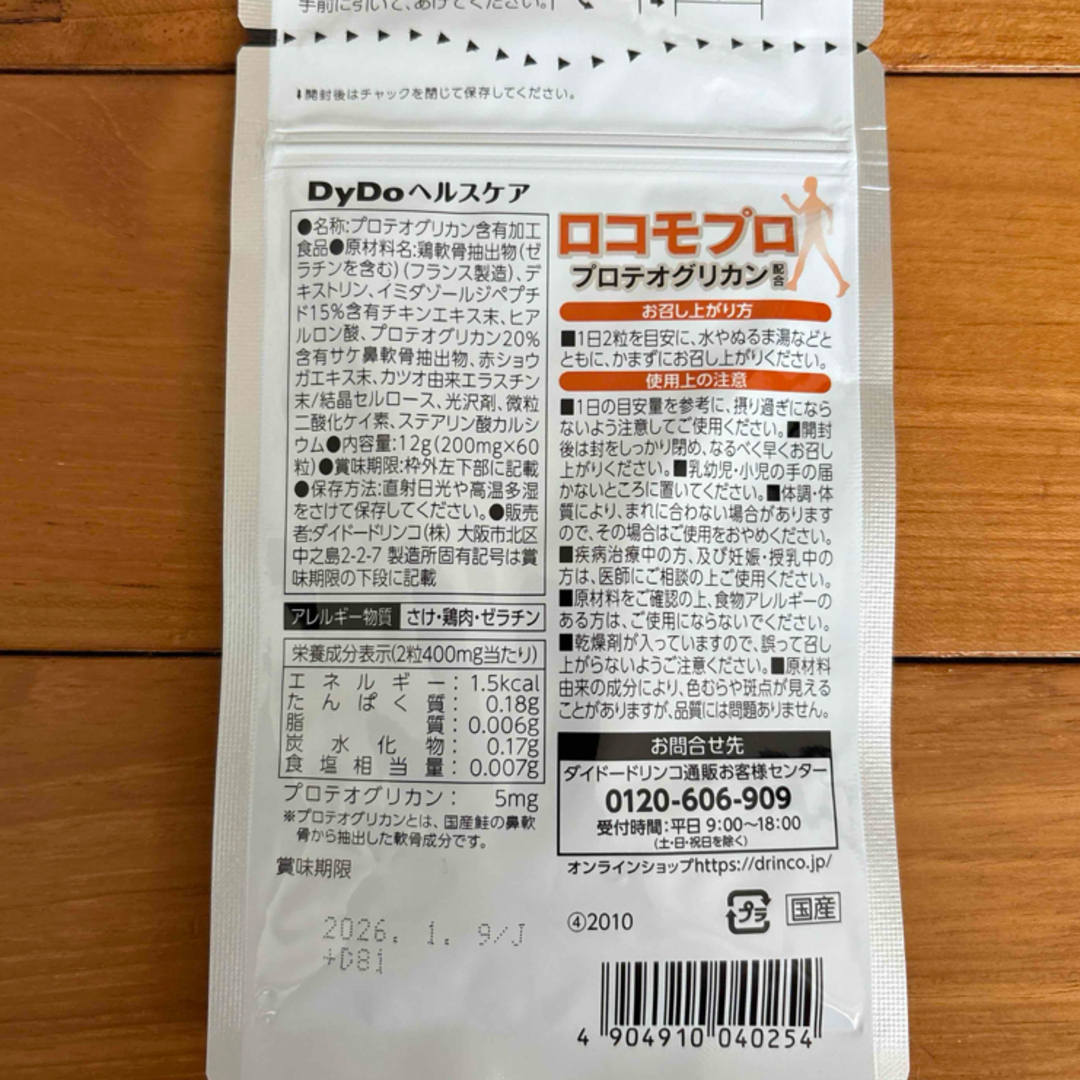 手前に引いて、あけてください。
⬇開封後はチャックを閉じて保存してください。
DyDoヘルスケア
●名称:プロテオグリカン含有加工
食品●原材料名:鶏軟骨抽出物(ゼ
ラチンを含む)(フランス製造)、デ
キストリン、イミダゾールジペプチ
ド15%含有チキンエキス末、ヒア
ルロン酸、プロテオグリカン20%
含有サケ鼻軟骨抽出物、赤ショウ
ガエキス末、カツオ由来エラスチン
末/結晶セルロース、光沢剤、微粒
二酸化ケイ素、ステアリン酸カルシ
ウム●内容量:12g(200mg×60
粒)●賞味期限:枠外左下部に記載
●保存方法:直射日光や高温多湿
をさけて保存してください。●販売
者:ダイドードリンコ(株) 大阪市北区
中之島2-2-7 製造所固有記号は賞
味期限の下段に記載
アレルギー物質 さけ・鶏肉・ゼラチン
栄養成分表示(2粒400mg当たり)
エネルギー:1.5kcal
たんぱく質:0.18g
脂質:0.006g
炭水化物:0.17g
食塩相当量:0.007g
プロテオグリカン: 5mg
※プロテオグリカンとは、国産鮭の鼻軟
骨から抽出した軟骨成分です。
賞味期限
2026. 1. 9/J
+D81
ロコモプロ
プロテオグリカン配合
お召し上がり方
■1日2粒を目安に、水やぬるま湯などと
ともに、かまずにお召し上がりください。
使用上の注意
■1日の目安量を参考に、摂り過ぎになら
ないよう注意してご使用ください。■開封
後は封をしっかり閉め、なるべく早くお召し
上がりください。■乳幼児・小児の手の届
かないところに置いてください。■体調・体
質により、まれに合わない場合があります
ので、その場合はご使用をおやめください。
■疾病治療中の方、及び妊娠・授乳中の
方は、医師にご相談の上ご使用ください。
■原材料をご確認の上、食物アレルギーの
ある方は、ご使用にならないでください。
■乾燥剤が入っていますので、誤って召し
上がらないようご注意ください。■原材料
由来の成分により、色むらや斑点が見える
ことがありますが、品質には問題ありません。
お問合せ先
ダイドードリンコ通販お客様センター
0120-606-909
受付時間:平日 9:00~18:00
(土・日・祝日を除く)
オンラインショップhttps://drinco.jp/
④2010
プラ
国産
4 904910 040254